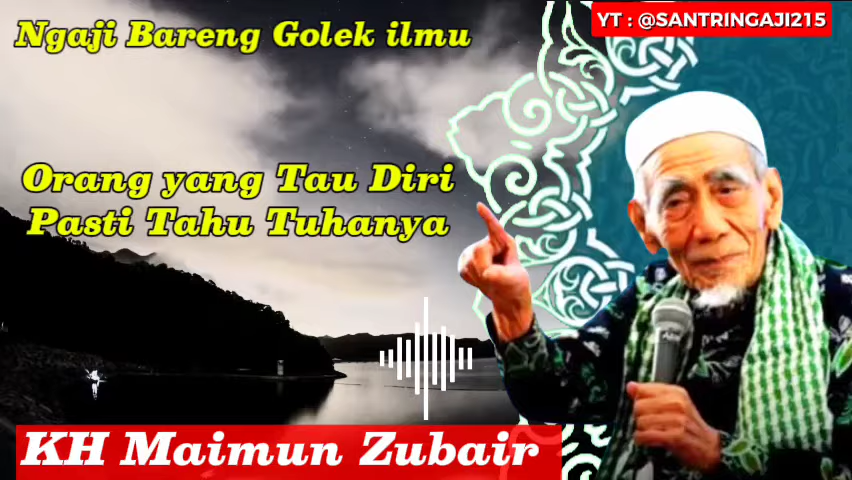 YT : @SANTRINGAJI215
Ngaji Bareng Golek ilmu
Orang yang Tau Diri
Pasti Tahu Tuhanya
KH Maimun Zubair